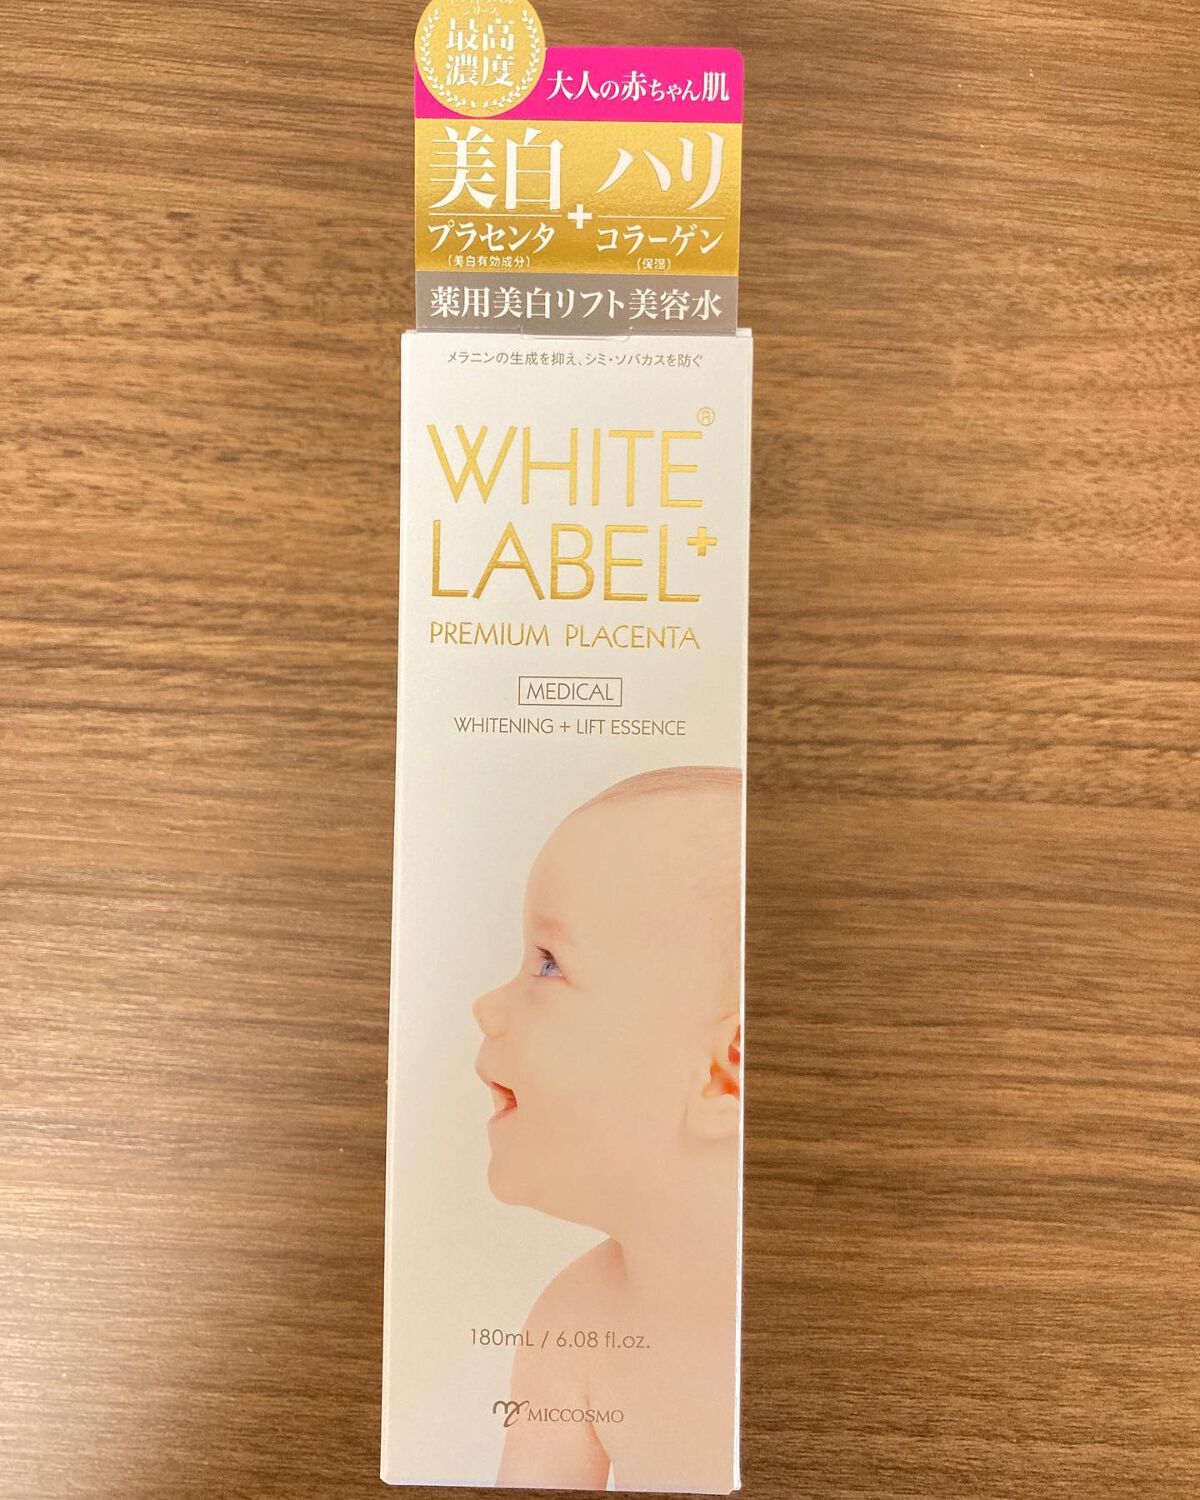 シリーズ
最高
濃度
大人の赤ちゃん肌
美白 + ハリ
プラセンタ コラーゲン
(美白有効成分) (保湿)
薬用美白リフト美容水
メラニンの生成を抑え、シミ・ソバカスを防ぐ
WHITE®
LABEL+
PREMIUM PLACENTA
MEDICAL
WHITENING + LIFT ESSENCE
180mL / 6.08 fl.oz.
MICCOSMO